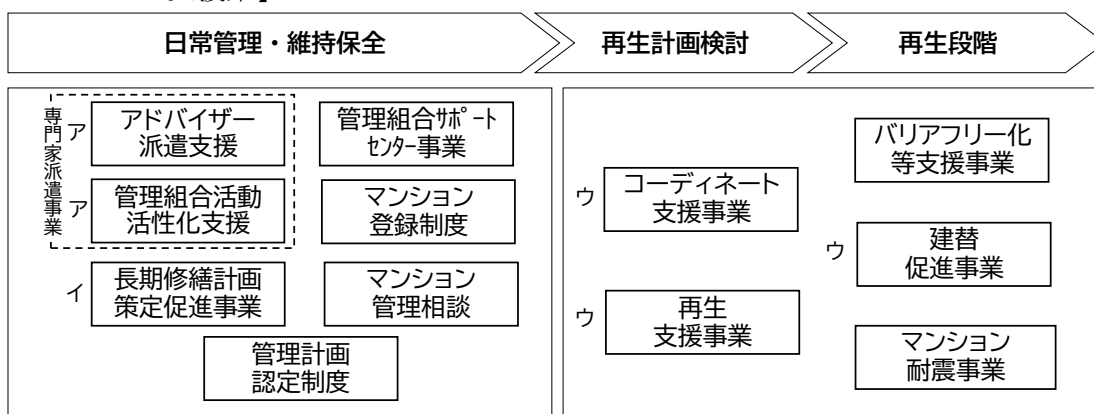 日常管理・維持保全
再生計画検討
再生段階
専門家派遣事業
ア
アドバイザー
派遣支援
管理組合ｻﾎﾟｰﾄ
ｾﾝﾀｰ事業
ア
管理組合活動
活性化支援
マンション
登録制度
イ
長期修繕計画
策定促進事業
マンション
管理相談
管理計画
認定制度
ウ
コーディネート
支援事業
ウ
再生
支援事業
バリアフリー化
等支援事業
ウ
建替
促進事業
マンション
耐震事業